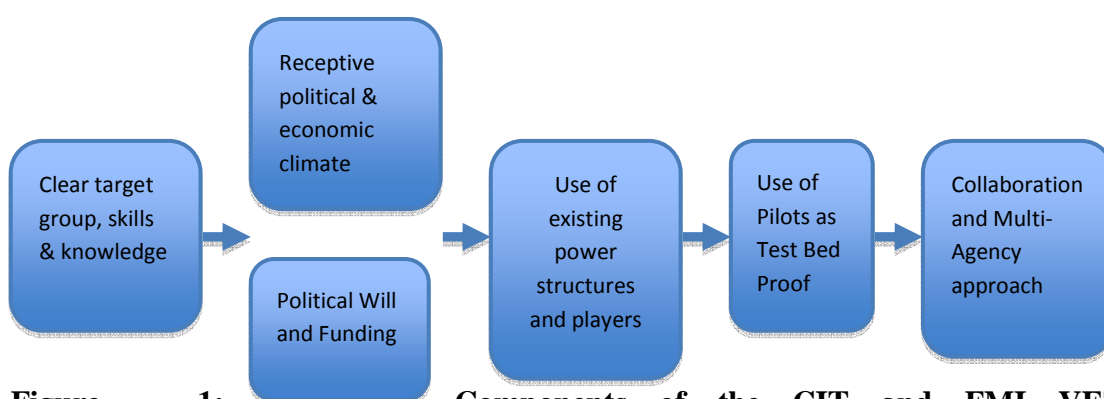 Clear target
group, skills
& knowledge
Receptive
political &
economic
climate
Political Will
and Funding
Use of
existing
power
structures
and players
Use of
Pilots as
Test Bed
Proof
Collaboration
and Multi-
Agency
approach
Figure 1: Components of the CIT and